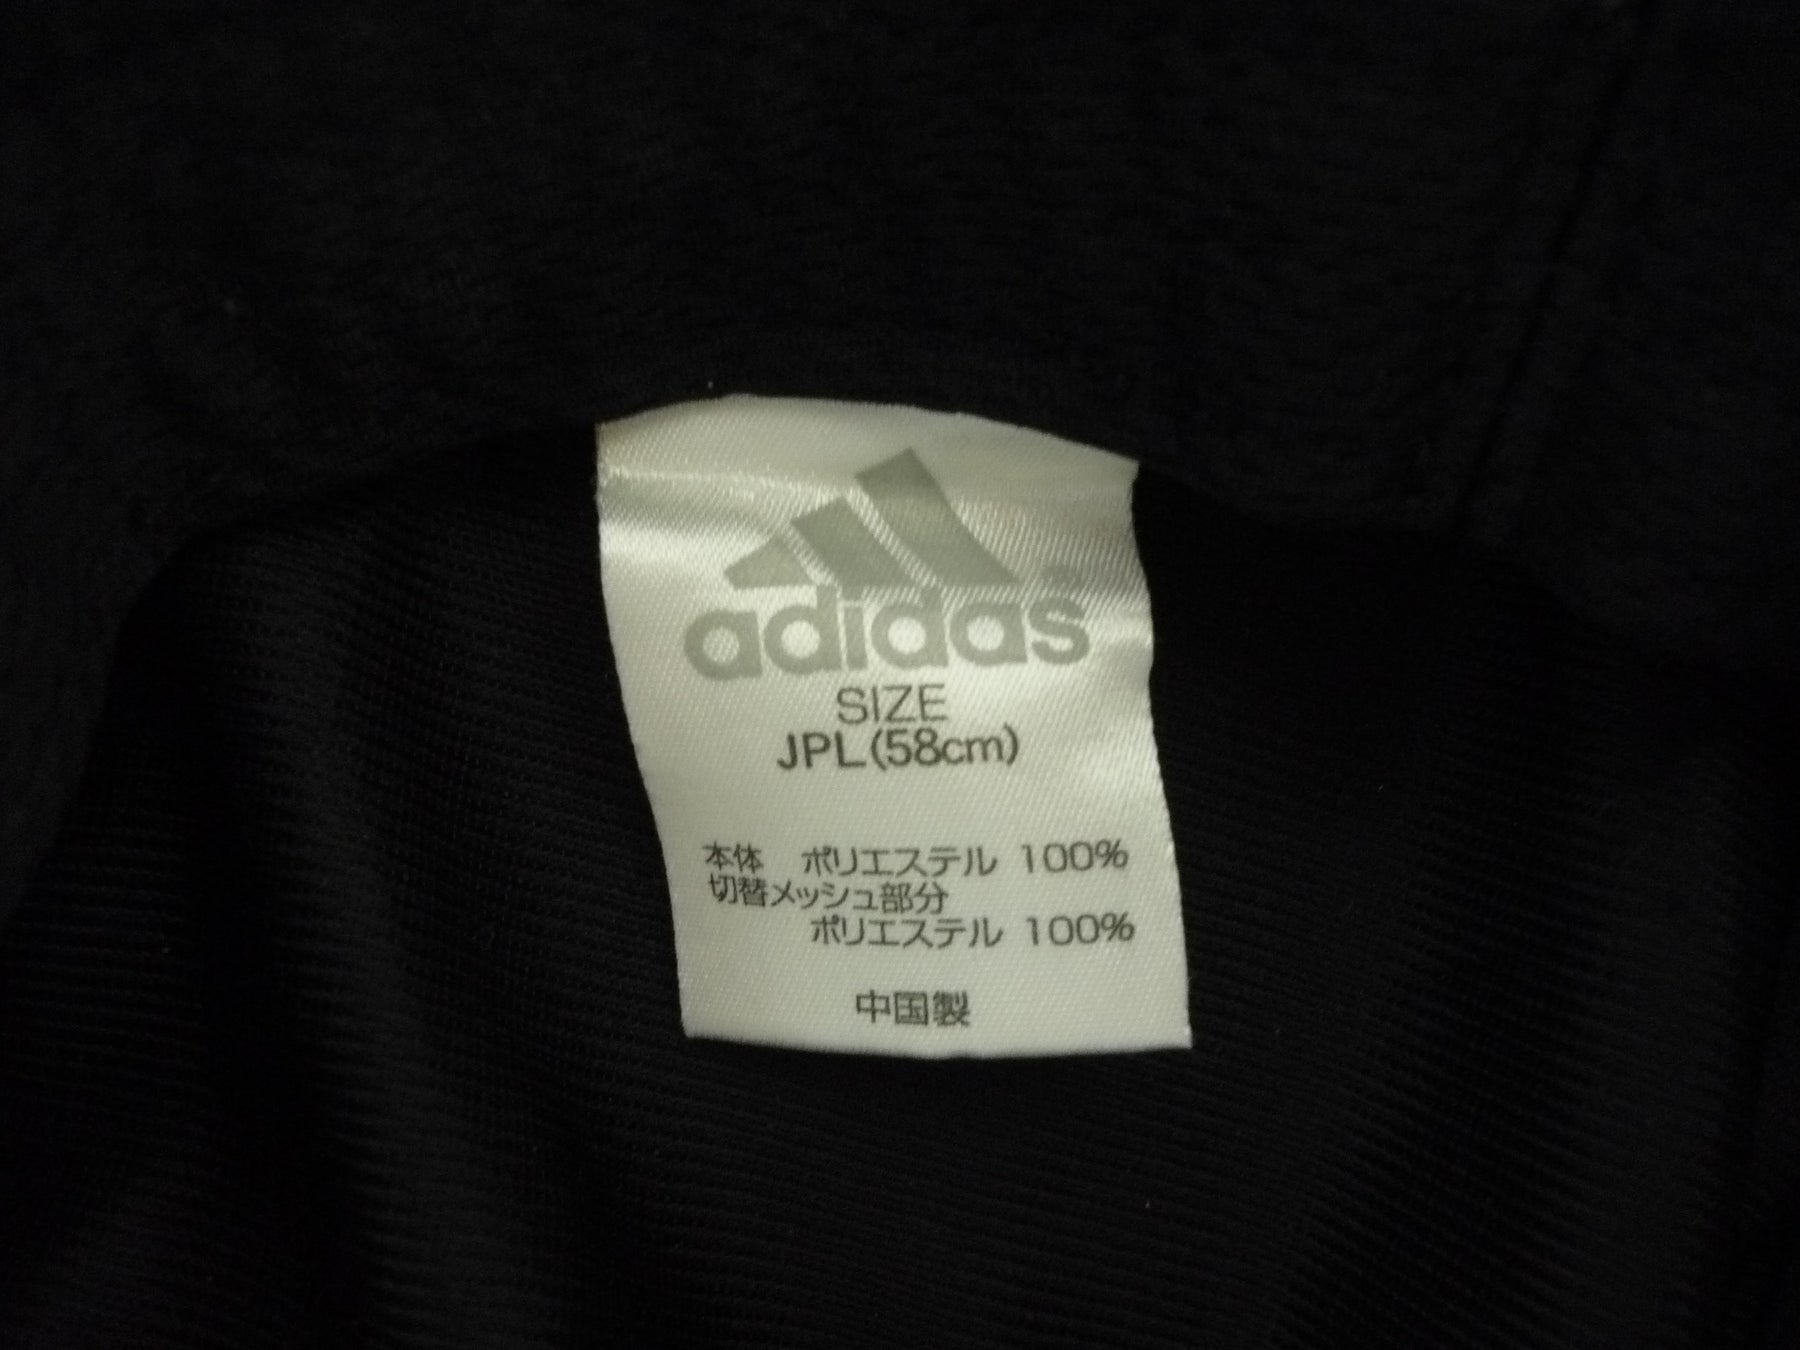 adidas
SIZE
JPL(58cm)
本体 ポリエステル 100%
切替メッシュ部分
ポリエステル 100%
中国製